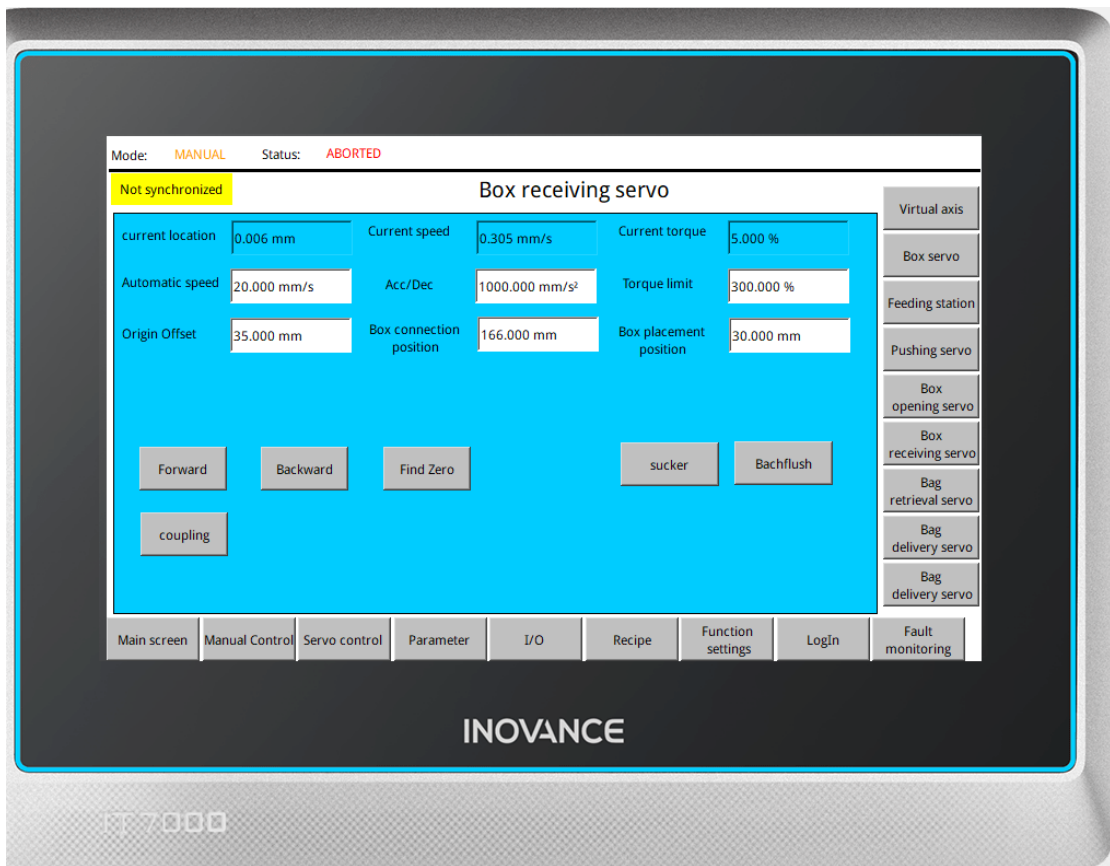 Mode: MANUAL Status: ABORTED
Not synchronized
Box receiving servo
current location 0.006 mm Current speed 0.305 mm/s Current torque 5.000 %
Automatic speed 20.000 mm/s Acc/Dec 1000.000 mm/s² Torque limit 300.000 %
Origin Offset 35.000 mm Box connection position 166.000 mm Box placement position 30.000 mm
Forward Backward Find Zero sucker Bachflush
coupling
Virtual axis
Box servo
Feeding station
Pushing servo
Box
opening servo
Box
receiving servo
Bag
retrieval servo
Bag
delivery servo
Bag
delivery servo
Main screen Manual Control Servo control Parameter I/O Recipe Function settings LogIn Fault monitoring
INOVANCE
IT7000